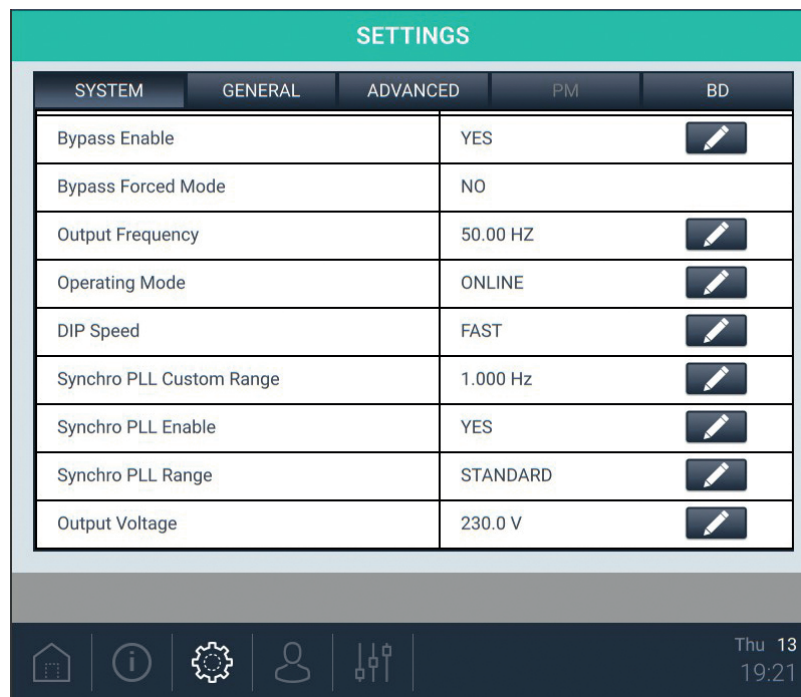 SETTINGS
SYSTEM GENERAL ADVANCED PM BD
Bypass Enable YES
Bypass Forced Mode NO
Output Frequency 50.00 HZ
Operating Mode ONLINE
DIP Speed FAST
Synchro PLL Custom Range 1.000 Hz
Synchro PLL Enable YES
Synchro PLL Range STANDARD
Output Voltage 230.0 V
Thu 13
19:21